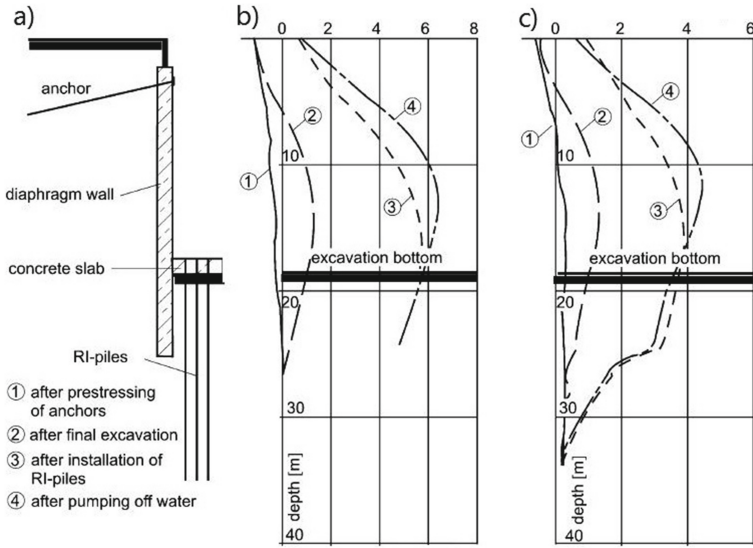 a)
anchor
diaphragm wall
concrete slab
RI-piles
① after prestressing
of anchors
② after final excavation
③ after installation of
RI-piles
④ after pumping off water
b)
0 2 4 6 8
④
②
10
①
③
excavation bottom
20
30
depth [m]
40
c)
0 2 4 6
④
①
②
10
③
excavation bottom
20
30
depth [m]
40